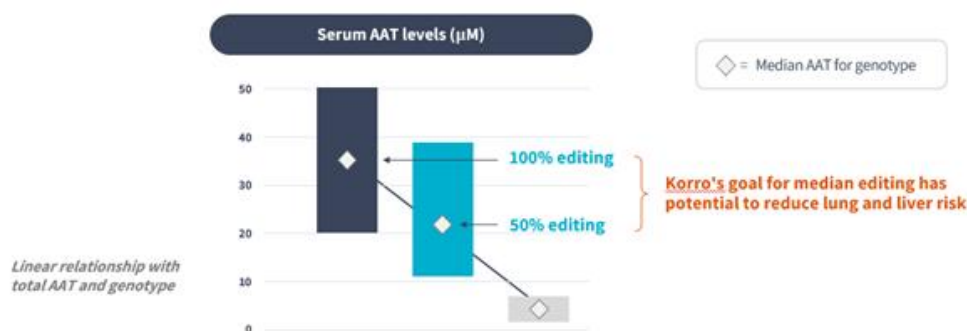 Serum AAT levels (µM)
= Median AAT for genotype
50
40
30
20
10
0
100% editing
50% editing
Korro's goal for median editing has
potential to reduce lung and liver risk
Linear relationship with
total AAT and genotype